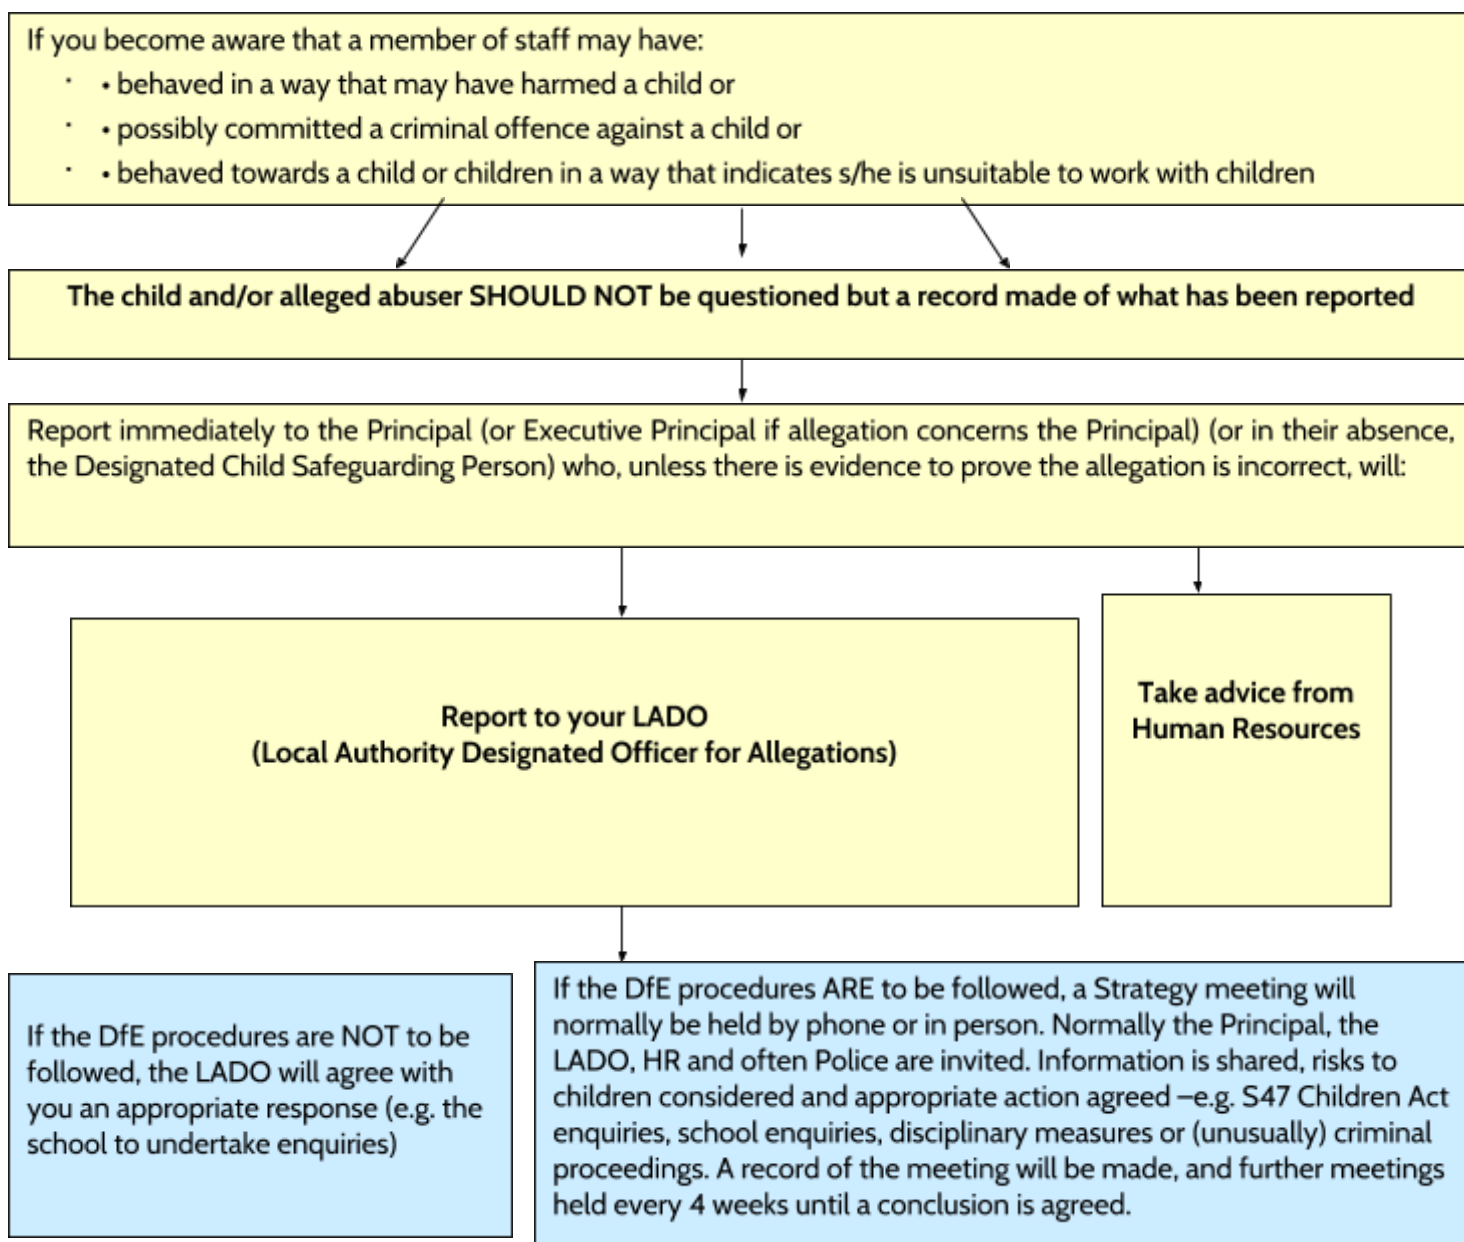 If you become aware that a member of staff may have:
· • behaved in a way that may have harmed a child or
· • possibly committed a criminal offence against a child or
· • behaved towards a child or children in a way that indicates s/he is unsuitable to work with children
The child and/or alleged abuser SHOULD NOT be questioned but a record made of what has been reported
Report immediately to the Principal (or Executive Principal if allegation concerns the Principal) (or in their absence,
the Designated Child Safeguarding Person) who, unless there is evidence to prove the allegation is incorrect, will:
Report to your LADO
(Local Authority Designated Officer for Allegations)
Take advice from
Human Resources
If the DfE procedures are NOT to be
followed, the LADO will agree with
you an appropriate response (e.g. the
school to undertake enquiries)
If the DfE procedures ARE to be followed, a Strategy meeting will
normally be held by phone or in person. Normally the Principal, the
LADO, HR and often Police are invited. Information is shared, risks to
children considered and appropriate action agreed –e.g. S47 Children Act
enquiries, school enquiries, disciplinary measures or (unusually) criminal
proceedings. A record of the meeting will be made, and further meetings
held every 4 weeks until a conclusion is agreed.